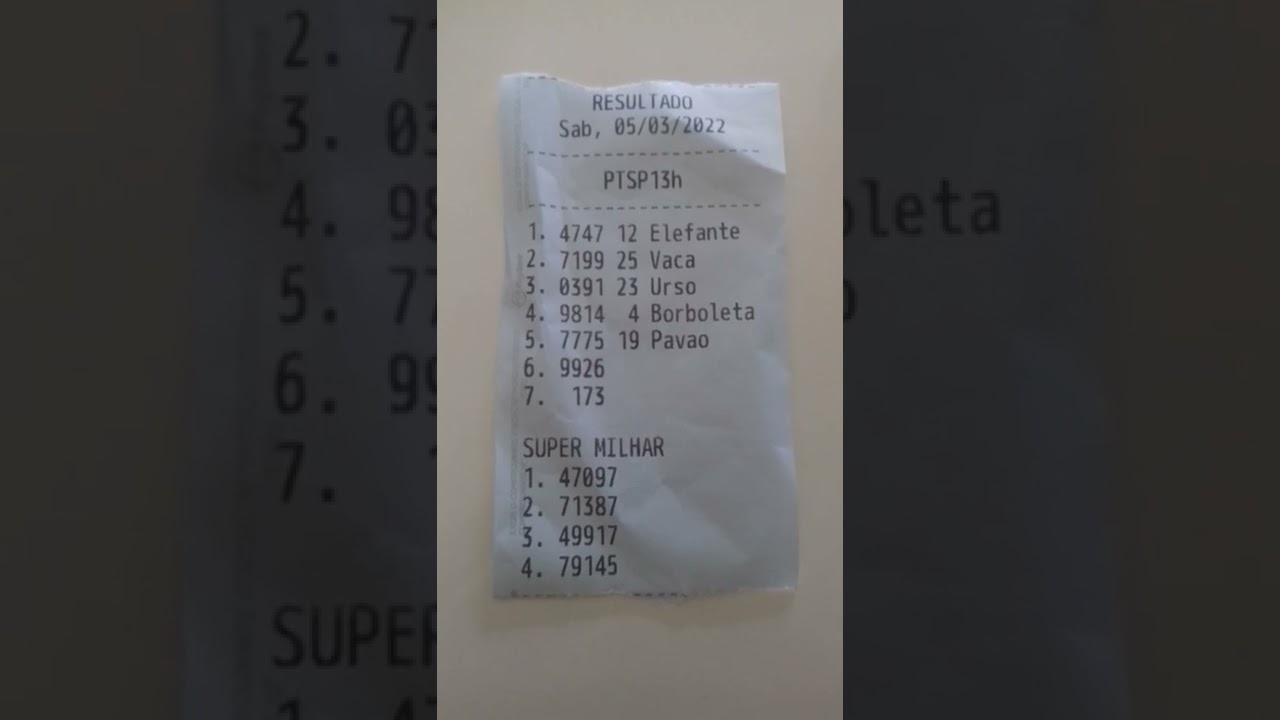 RESULTADO
Sab, 05/03/2022
PTSP13h
1. 4747 12 Elefante
2. 7199 25 Vaca
3. 0391 23 Urso
4. 9814 4 Borboleta
5. 7775 19 Pavao
6. 9926
7. 173
SUPER MILHAR
1. 47097
2. 71387
3. 49917
4. 79145